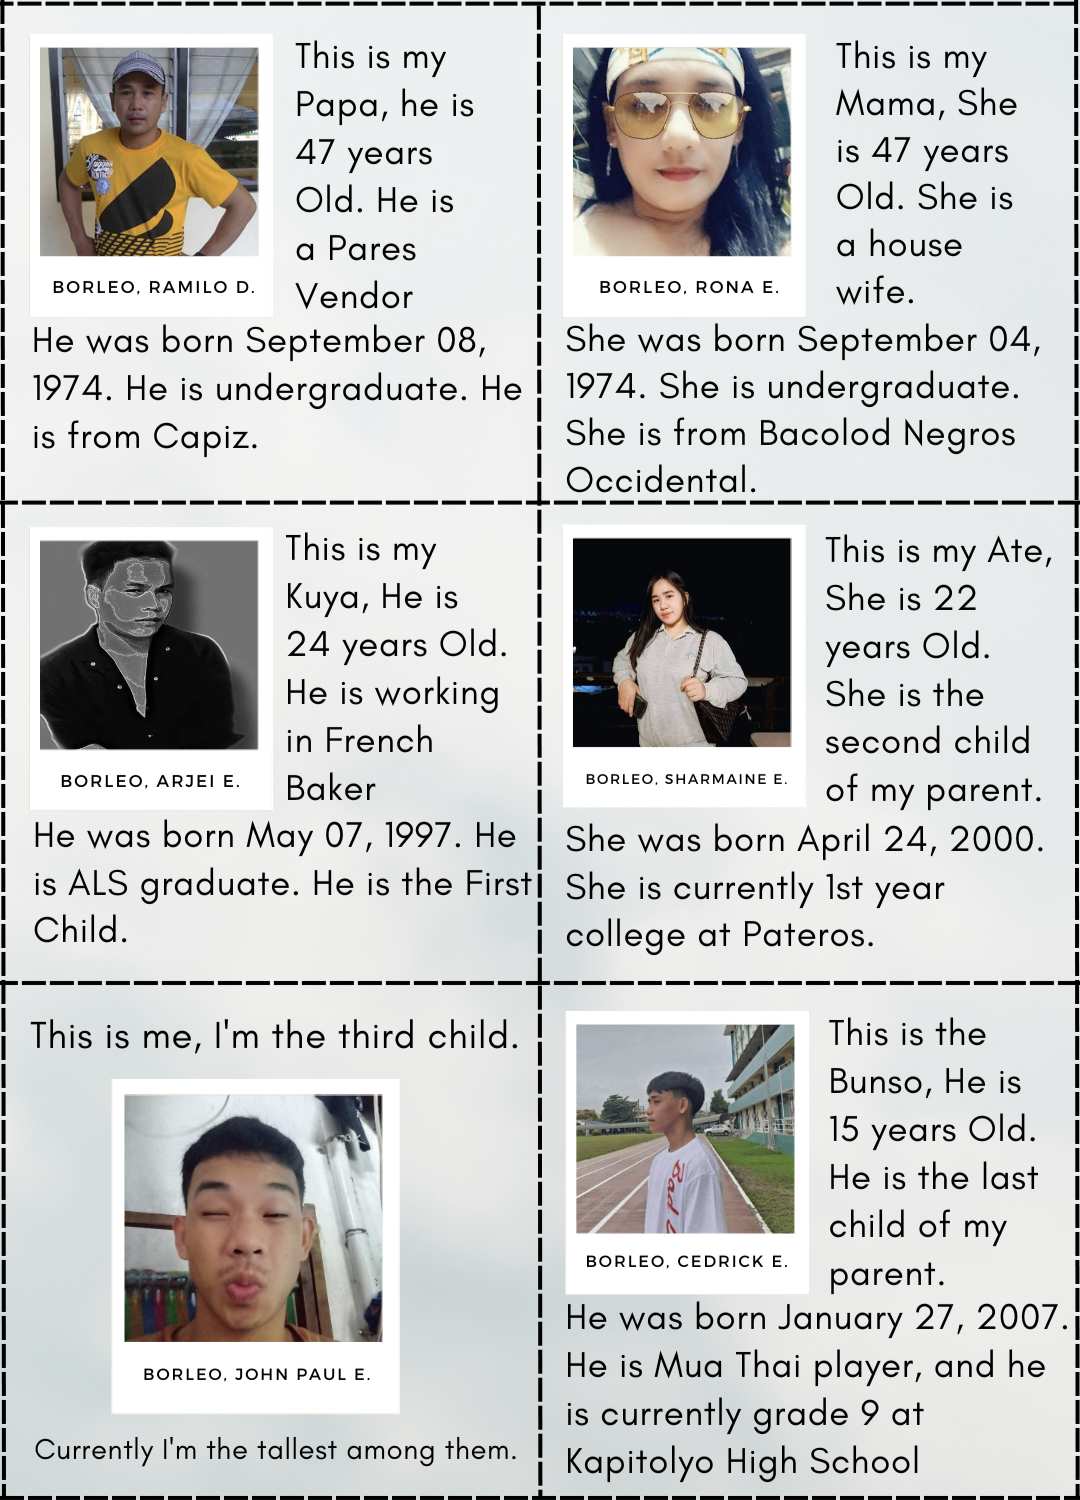 This is my
Papa, he is
47 years
Old. He is
a Pares
Vendor
BORLEO, RAMILO D.
He was born September 08,
1974. He is undergraduate. He
is from Capiz.
This is my
Mama, She
is 47 years
Old. She is
a house
wife.
BORLEO, RONA E.
She was born September 04,
1974. She is undergraduate.
She is from Bacolod Negros
Occidental.
This is my
Kuya, He is
24 years Old.
He is working
in French
Baker
BORLEO, ARJEI E.
He was born May 07, 1997. He
is ALS graduate. He is the First
Child.
This is my Ate,
She is 22
years Old.
She is the
second child
of my parent.
BORLEO, SHARMAINE E.
She was born April 24, 2000.
She is currently 1st year
college at Pateros.
This is me, I'm the third child.
BORLEO, JOHN PAUL E.
Currently I'm the tallest among them.
This is the
Bunso, He is
15 years Old.
He is the last
child of my
parent.
Bad
BORLEO, CEDRICK E.
He was born January 27, 2007.
He is Mua Thai player, and he
is currently grade 9 at
Kapitolyo High School